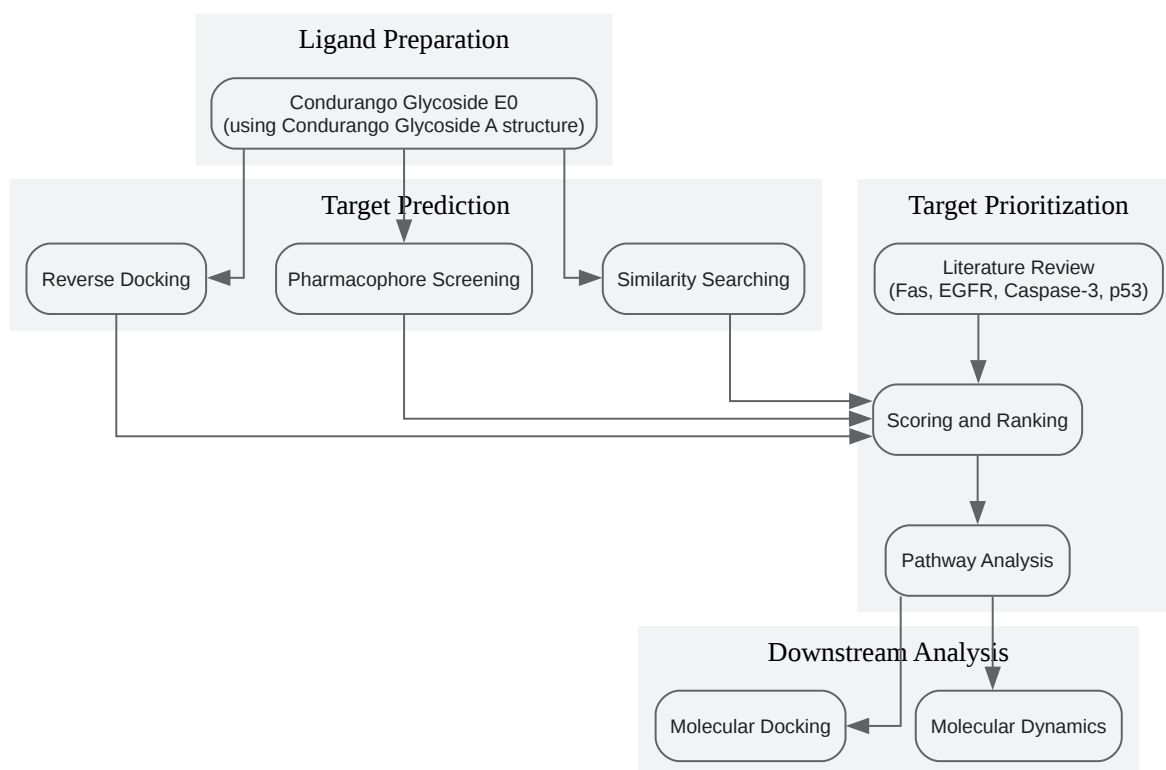 Ligand Preparation
Condurango Glycoside E0
(using Condurango Glycoside A structure)
Target Prediction
Reverse Docking
Pharmacophore Screening
Similarity Searching
Target Prioritization
Literature Review
(Fas, EGFR, Caspase-3, p53)
Scoring and Ranking
Pathway Analysis
Downstream Analysis
Molecular Docking
Molecular Dynamics